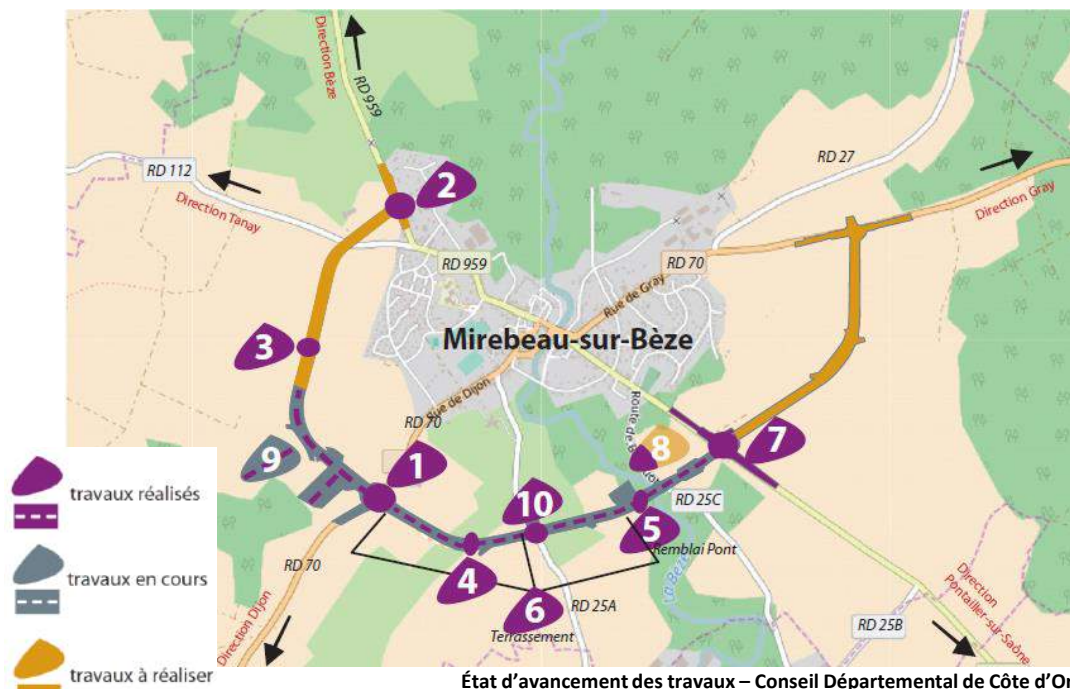 Direction Bèze
RD 959
RD 112
Direction Tanay
2
RD 27
Direction Gray
RD 959
RD 70
Rue de Gray
Mirebeau-sur-Bèze
3
Rue de Dijon
RD 70
Route de
8
7
9
1
travaux réalisés
10
RD 25C
5
Remblai Pont
travaux en cours
RD 70
4
La Bèze
6
RD 25A
Terrassement
Direction
Pontailler-sur-Saône
RD 25B
Direction Dijon
travaux à réaliser
État d'avancement des travaux – Conseil Départemental de Côte d'Or